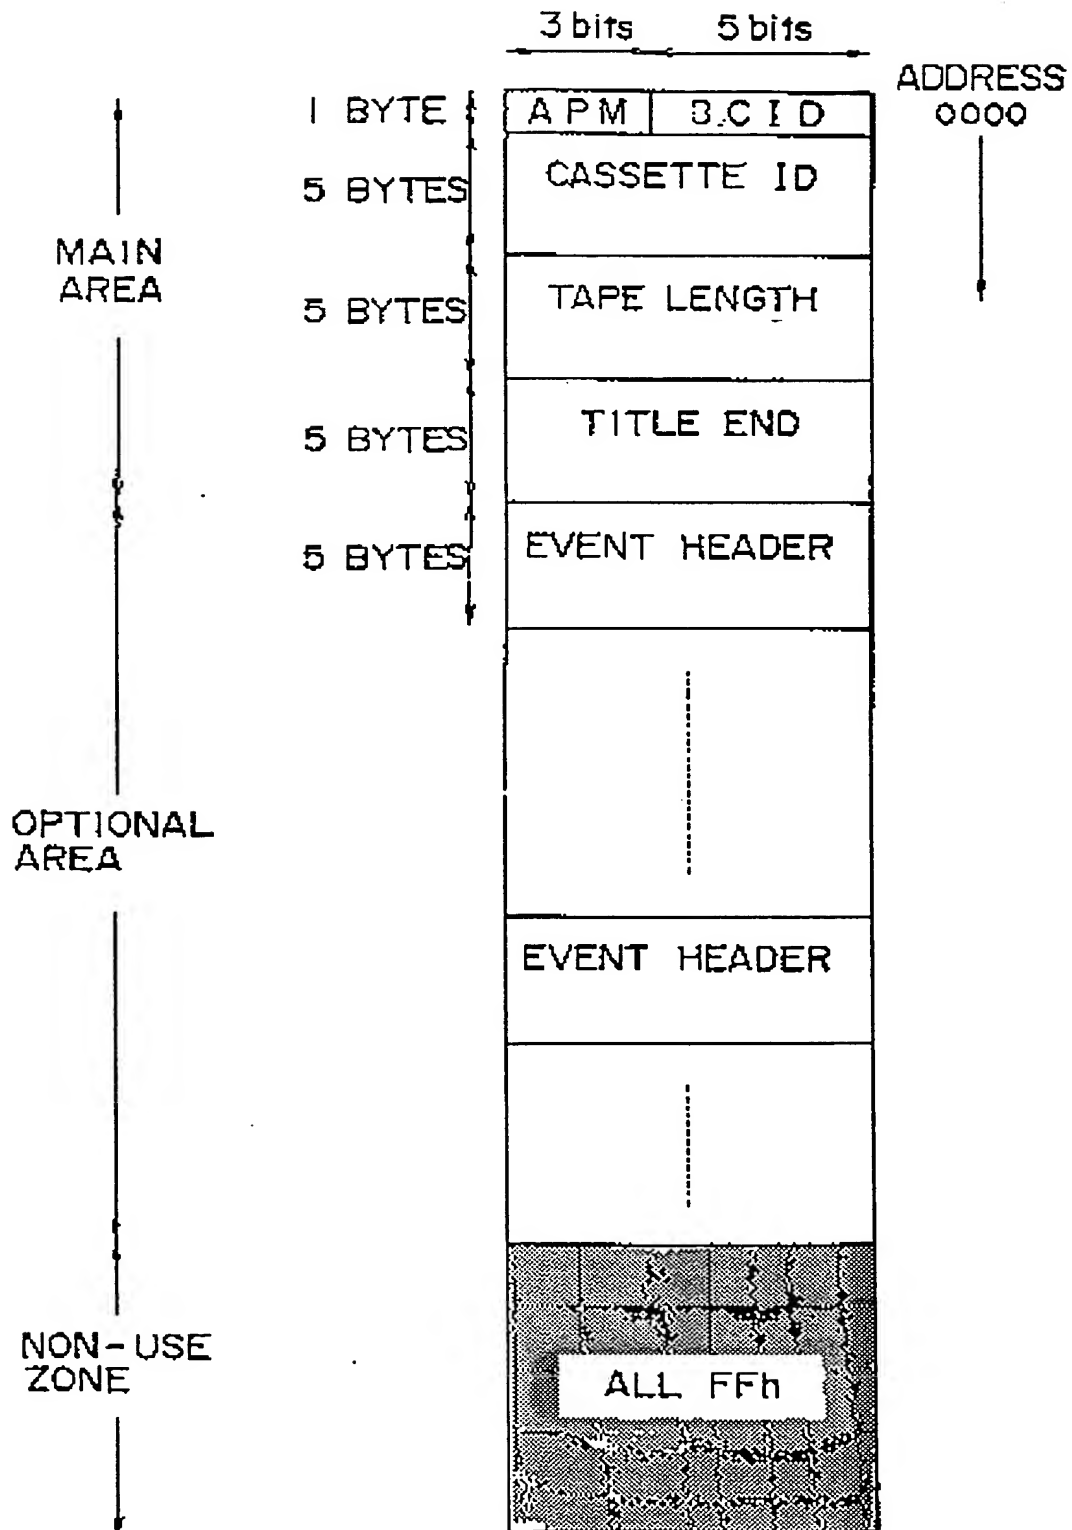 3 bits 5 bits
ADDRESS
0000
1 BYTE APM BCID
5 BYTES CASSETTE ID
MAIN
AREA
5 BYTES TAPE LENGTH
5 BYTES TITLE END
5 BYTES EVENT HEADER
OPTIONAL
AREA
EVENT HEADER
NON-USE
ZONE
ALL FFh